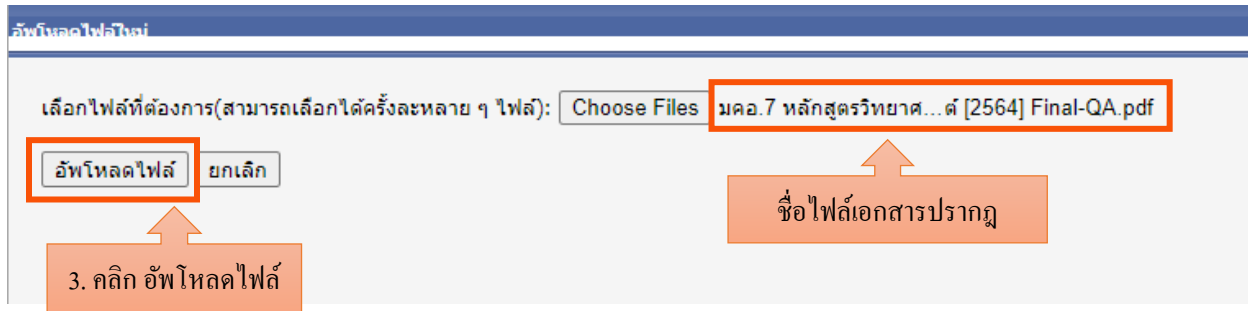 อัพโหลดไฟล์ใหม่
เลือกไฟล์ที่ต้องการ(สามารถเลือกได้ครั้งละหลาย ๆ ไฟล์): Choose Files มคอ.7 หลักสูตรวิทยาศ...ต์ [2564] Final-QA.pdf
อัพโหลดไฟล์ ยกเลิก
ชื่อไฟล์เอกสารปรากฎ
3. คลิก อัพโหลดไฟล์